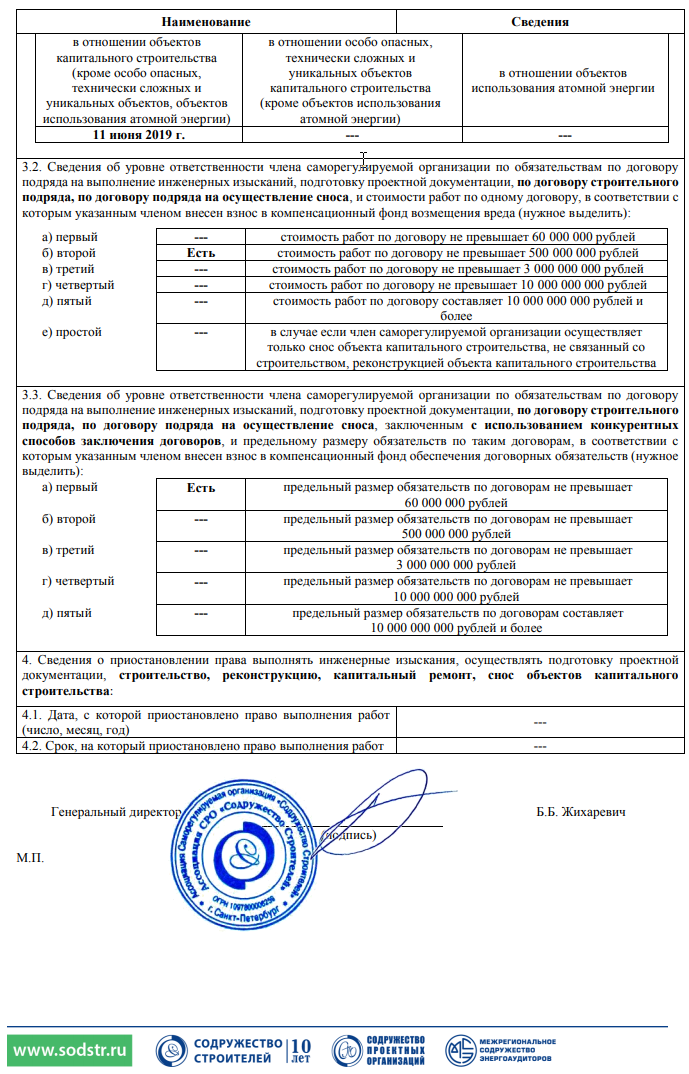 Наименование
Сведения
в отношении объектов
капитального строительства
(кроме особо опасных,
технически сложных и
уникальных объектов, объектов
использования атомной энергии)
в отношении особо опасных,
технически сложных и
уникальных объектов
капитального строительства
(кроме объектов использования
атомной энергии)
в отношении объектов
использования атомной энергии
11 июня 2019 г.
---
---
3.2. Сведения об уровне ответственности члена саморегулируемой организации по обязательствам по договору
подряда на выполнение инженерных изысканий, подготовку проектной документации, по договору строительного
подряда, по договору подряда на осуществление сноса, и стоимости работ по одному договору, в соответствии с
которым указанным членом внесен взнос в компенсационный фонд возмещения вреда (нужное выделить):
а) первый
---
стоимость работ по договору не превышает 60 000 000 рублей
б) второй
Есть
стоимость работ по договору не превышает 500 000 000 рублей
в) третий
---
стоимость работ по договору не превышает 3 000 000 000 рублей
г) четвертый
---
стоимость работ по договору не превышает 10 000 000 000 рублей
д) пятый
---
стоимость работ по договору составляет 10 000 000 000 рублей и
более
е) простой
---
в случае если член саморегулируемой организации осуществляет
только снос объекта капитального строительства, не связанный со
строительством, реконструкцией объекта капитального строительства
3.3. Сведения об уровне ответственности члена саморегулируемой организации по обязательствам по договору
подряда на выполнение инженерных изысканий, подготовку проектной документации, по договору строительного
подряда, по договору подряда на осуществление сноса, заключенным с использованием конкурентных
способов заключения договоров, и предельному размеру обязательств по таким договорам, в соответствии с
которым указанным членом внесен взнос в компенсационный фонд обеспечения договорных обязательств (нужное
выделить):
а) первый
Есть
предельный размер обязательств по договорам не превышает
60 000 000 рублей
б) второй
---
предельный размер обязательств по договорам не превышает
500 000 000 рублей
в) третий
---
предельный размер обязательств по договорам не превышает
3 000 000 000 рублей
г) четвертый
---
предельный размер обязательств по договорам не превышает
10 000 000 000 рублей
д) пятый
---
предельный размер обязательств по договорам составляет
10 000 000 000 рублей и более
4. Сведения о приостановлении права выполнять инженерные изыскания, осуществлять подготовку проектной
документации, строительство, реконструкцию, капитальный ремонт, снос объектов капитального
строительства:
4.1. Дата, с которой приостановлено право выполнения работ
(число, месяц, год)
---
4.2. Срок, на который приостановлено право выполнения работ
---
Генеральный директор
Б.Б. Жихаревич
(подпись)
М.П.
Ассоциация Саморегулируемая организация «Содружество Строителей»
Ассоциация СРО «Содружество Строителей»
ОГРН 1097800006259
г. Санкт-Петербург
www.sodstr.ru
СОДРУЖЕСТВО
СТРОИТЕЛЕЙ
10
лет
СОДРУЖЕСТВО
ПРОЕКТНЫХ
ОРГАНИЗАЦИЙ
МЕЖРЕГИОНАЛЬНОЕ
СОДРУЖЕСТВО
ЭНЕРГОАУДИТОРОВ